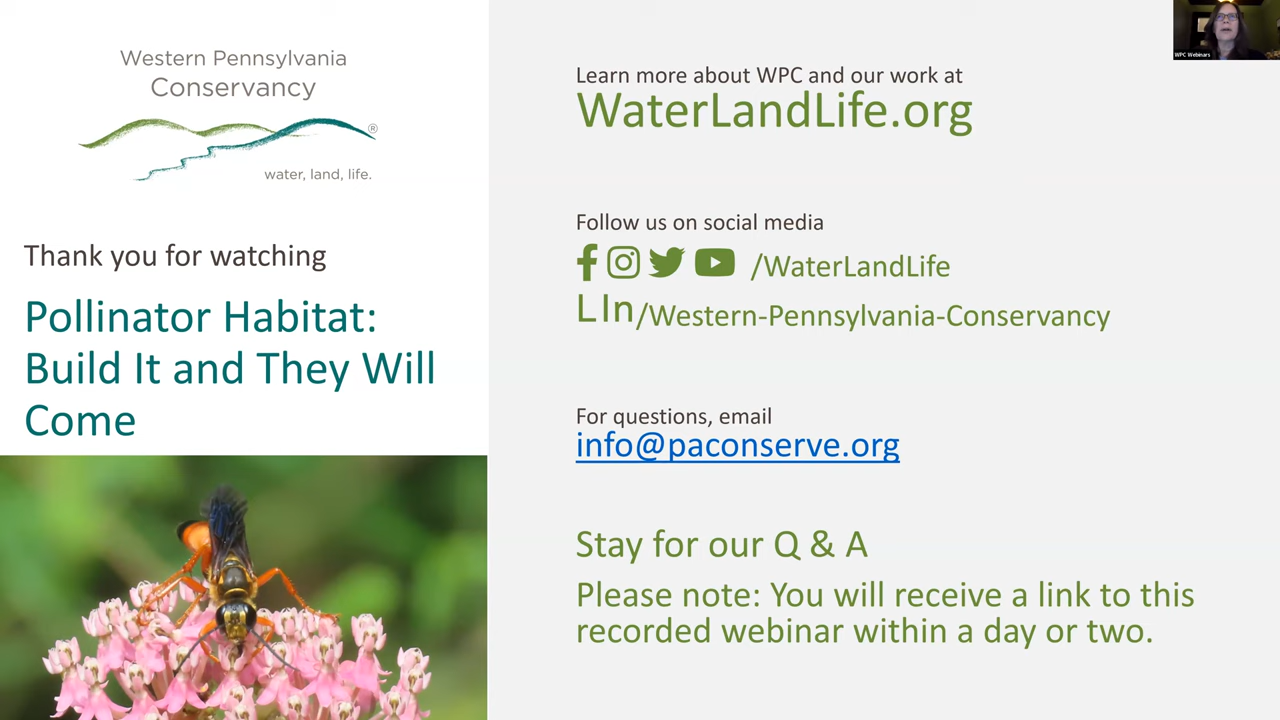 Western Pennsylvania
Conservancy
®
water, land, life.
Thank you for watching
Pollinator Habitat:
Build It and They Will
Come
Learn more about WPC and our work at
WaterLandLife.org
Follow us on social media
/WaterLandLife
LIn/Western-Pennsylvania-Conservancy
For questions, email
info@paconserve.org
Stay for our Q & A
Please note: You will receive a link to this
recorded webinar within a day or two.
WPC Webinars